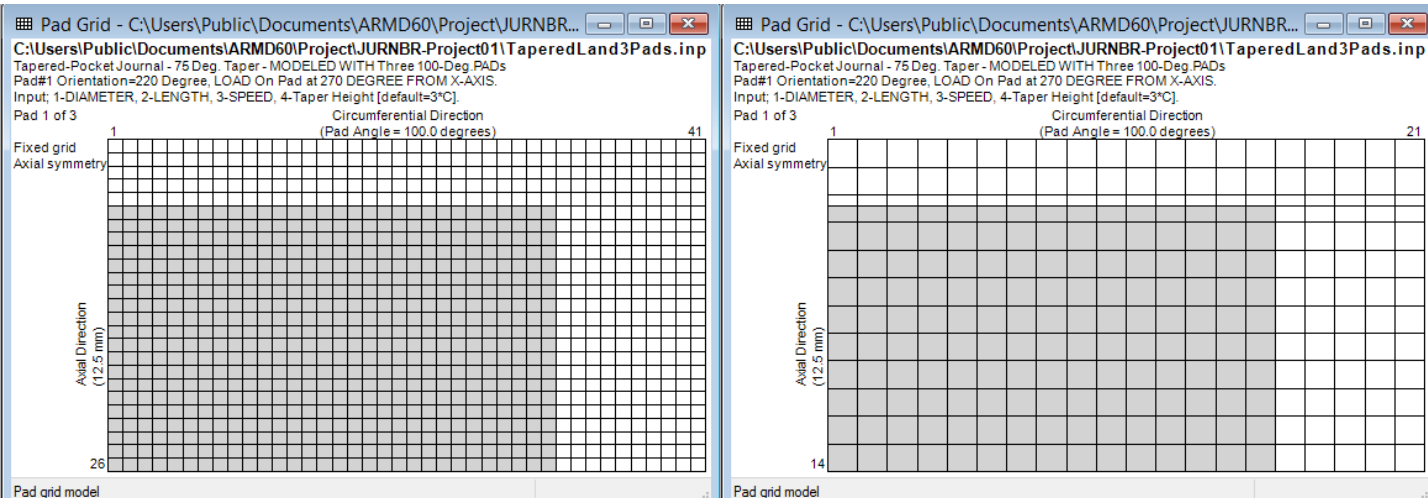 Pad Grid - C:\Users\Public\Documents\ARMD60\Project\JURNBR...
C:\Users\Public\Documents\ARMD60\Project\JURNBR-Project01\TaperedLand3Pads.inp
Tapered-Pocket Journal - 75 Deg. Taper - MODELED WITH Three 100-Deg.PADs
Pad#1 Orientation=220 Degree, LOAD On Pad at 270 DEGREE FROM X-AXIS.
Input; 1-DIAMETER, 2-LENGTH, 3-SPEED, 4-Taper Height [default=3*C].
Pad 1 of 3
Circumferential Direction
1 (Pad Angle = 100.0 degrees) 41
Fixed grid
Axial symmetry
Axial Direction
(12.5 mm)
26
Pad grid model
Pad Grid - C:\Users\Public\Documents\ARMD60\Project\JURNBR...
C:\Users\Public\Documents\ARMD60\Project\JURNBR-Project01\TaperedLand3Pads.inp
Tapered-Pocket Journal - 75 Deg. Taper - MODELED WITH Three 100-Deg.PADs
Pad#1 Orientation=220 Degree, LOAD On Pad at 270 DEGREE FROM X-AXIS.
Input; 1-DIAMETER, 2-LENGTH, 3-SPEED, 4-Taper Height [default=3*C].
Pad 1 of 3
Circumferential Direction
1 (Pad Angle = 100.0 degrees) 21
Fixed grid
Axial symmetry
Axial Direction
(12.5 mm)
14
Pad grid model